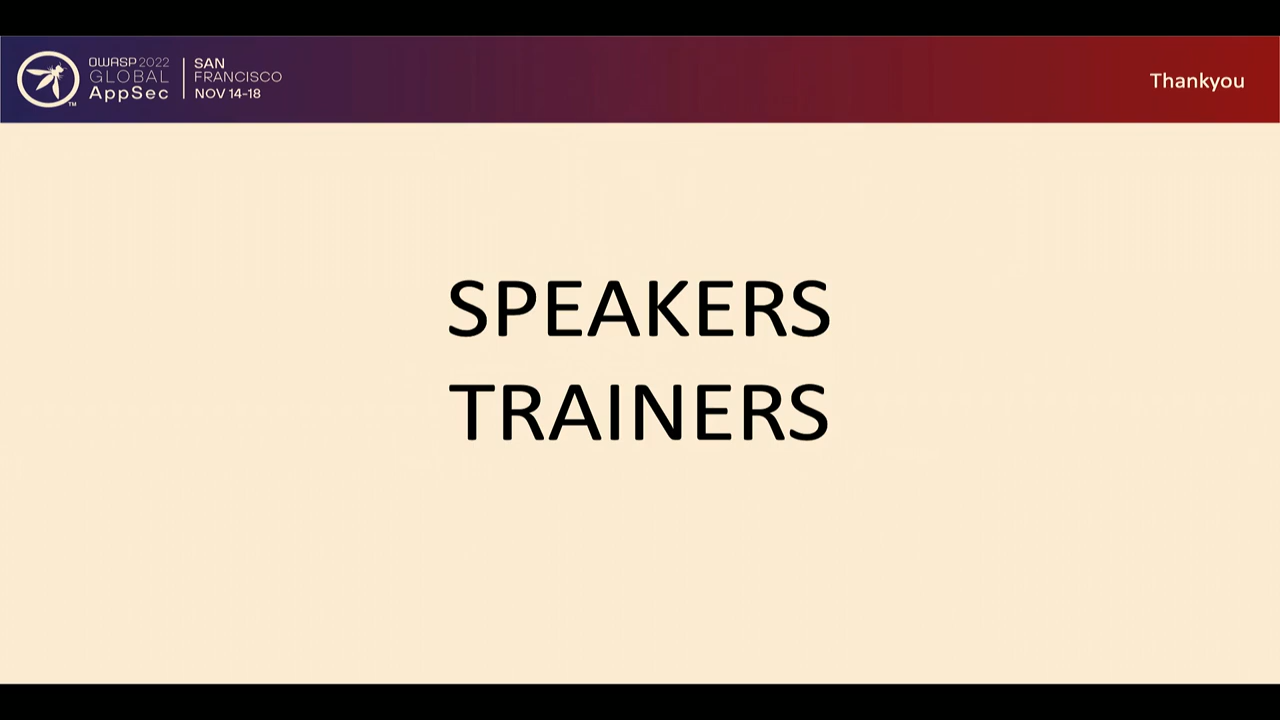 OWASP 2022
GLOBAL
AppSec
SAN
FRANCISCO
NOV 14-18
Thankyou
SPEAKERS
TRAINERS